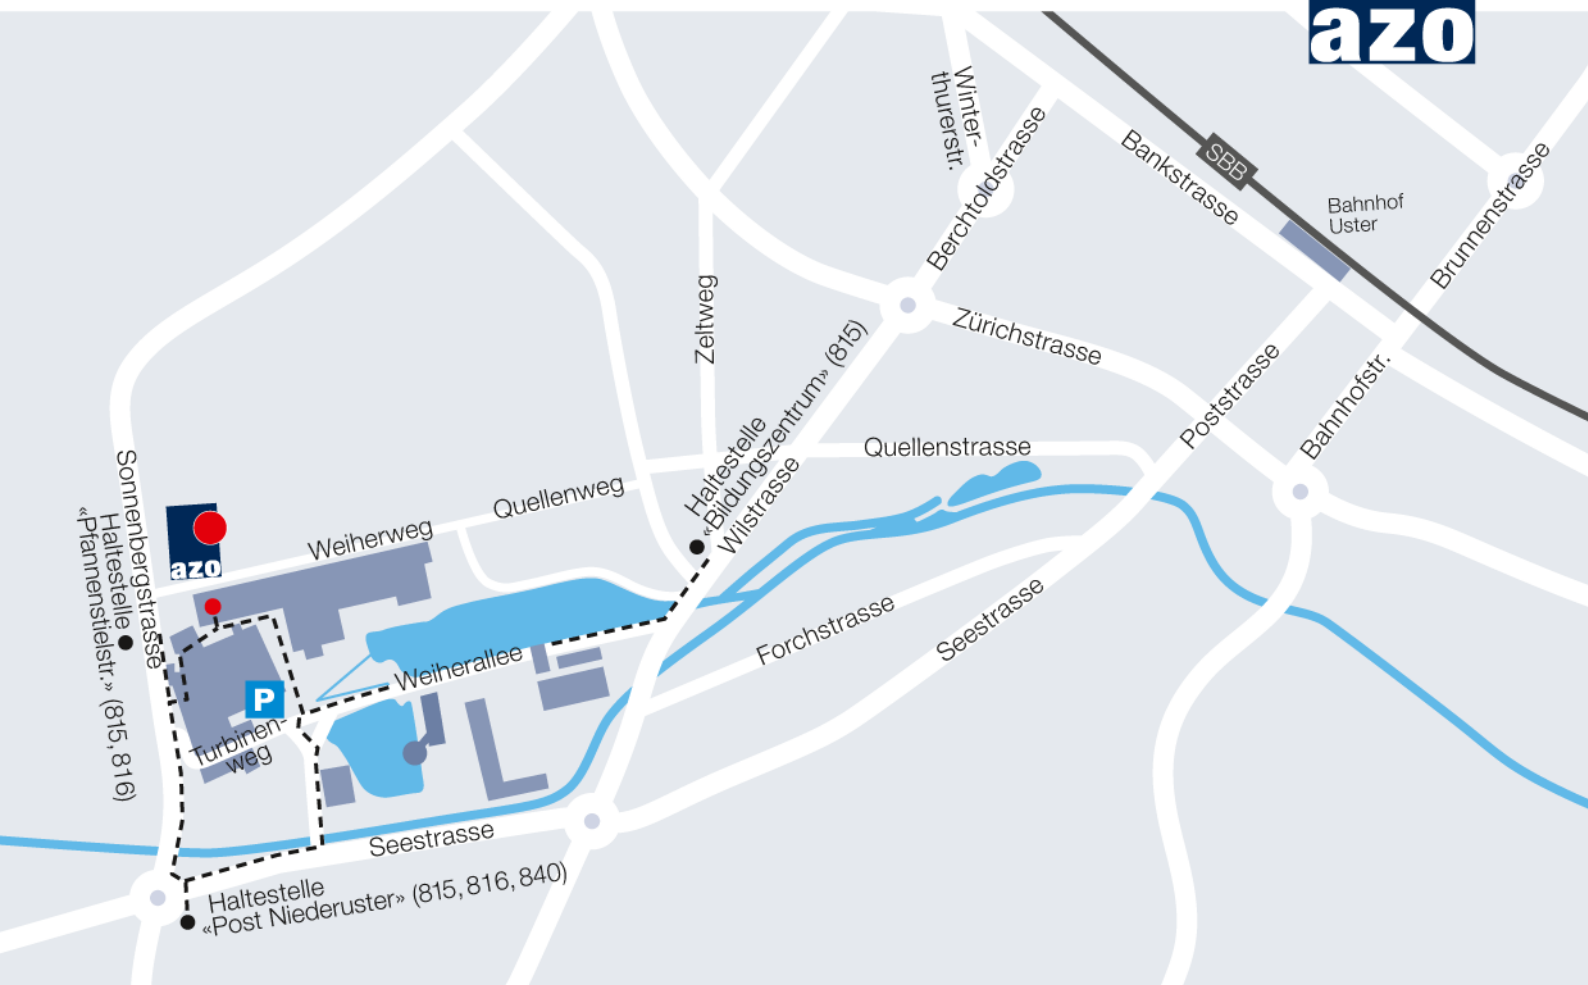 azo
Winter-
thurerstr.
Berchtoldstrasse
Bankstrasse
SBB
Bahnhof
Uster
Brunnenstrasse
Zeltweg
Zürichstrasse
Poststrasse
Bahnhofstr.
Haltestelle
«Bildungszentrum» (815)
Wilstrasse
Quellenstrasse
Quellenweg
Weiherweg
Sonnenbergstrasse
Haltestelle
«Pfannenstielstr.» (815, 816)
azo
Forchstrasse
Seestrasse
Weiherallee
P
Turbinen-
weg
Seestrasse
Haltestelle
«Post Niederuster» (815, 816, 840)